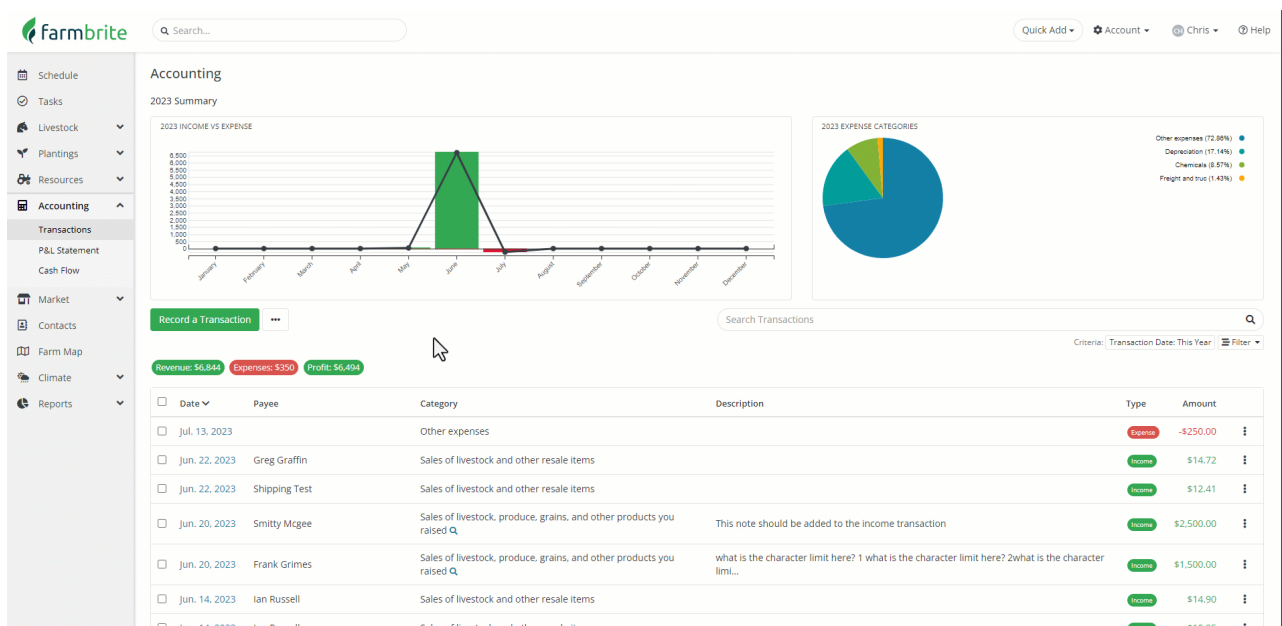 farmbrite
Search...
Quick Add
Account
Chris
Help
Schedule
Tasks
Livestock
Plantings
Resources
Accounting
Transactions
P&L Statement
Cash Flow
Market
Contacts
Farm Map
Climate
Reports
Accounting
2023 Summary
2023 INCOME VS EXPENSE
6,500
6,000
5,500
5,000
4,500
4,000
3,500
3,000
2,500
2,000
1,500
1,000
500
0
January
February
March
April
May
June
July
August
September
October
November
December
2023 EXPENSE CATEGORIES
Other expenses (72.86%)
Depreciation (17.14%)
Chemicals (8.57%)
Freight and truc (1.43%)
Record a Transaction
Search Transactions
Criteria: Transaction Date: This Year Filter
Revenue: $6,844 Expenses: $350 Profit: $6,494
Date Payee Category Description Type Amount
Jul. 13, 2023 Other expenses Expense -$250.00
Jun. 22, 2023 Greg Graffin Sales of livestock and other resale items Income $14.72
Jun. 22, 2023 Shipping Test Sales of livestock and other resale items Income $12.41
Jun. 20, 2023 Smitty Mcgee Sales of livestock, produce, grains, and other products you
raised This note should be added to the income transaction Income $2,500.00
Jun. 20, 2023 Frank Grimes Sales of livestock, produce, grains, and other products you
raised what is the character limit here? 1 what is the character limit here? 2what is the character
limi... Income $1,500.00
Jun. 14, 2023 Ian Russell Sales of livestock and other resale items Income $14.90